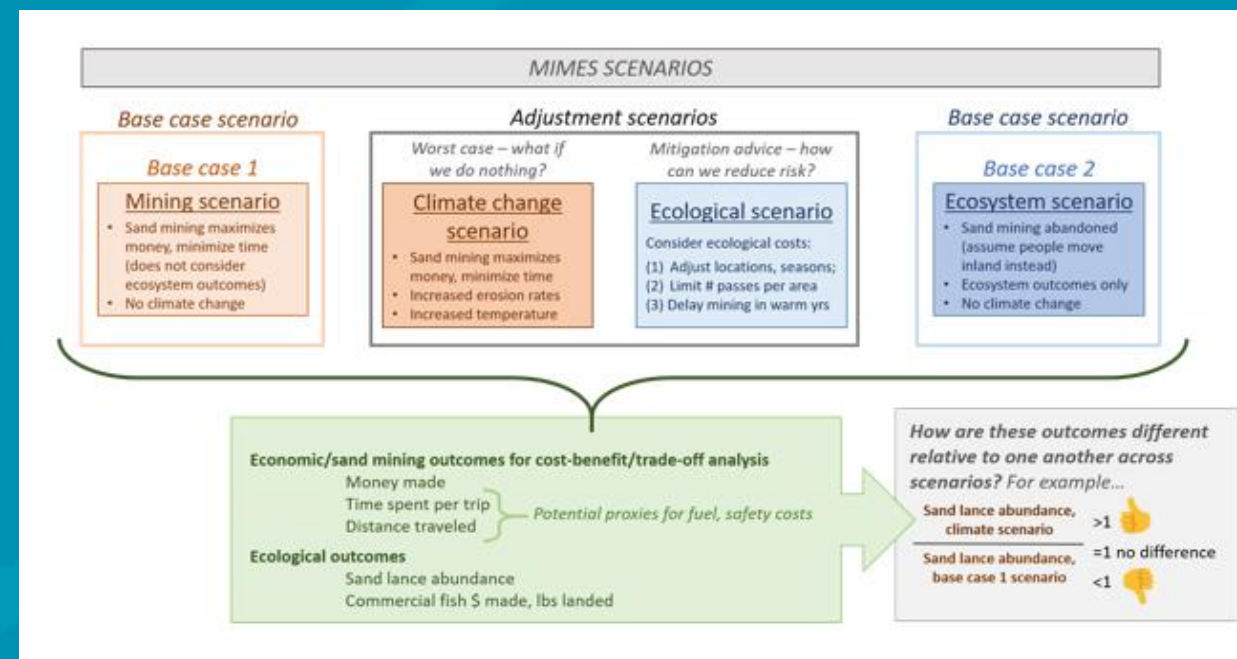 MIMES SCENARIOS
Base case scenario
Base case 1
Mining scenario
• Sand mining maximizes
money, minimize time
(does not consider
ecosystem outcomes)
• No climate change
Adjustment scenarios
Worst case – what if
we do nothing?
Climate change
scenario
• Sand mining maximizes
money, minimize time
• Increased erosion rates
• Increased temperature
Mitigation advice – how
can we reduce risk?
Ecological scenario
Consider ecological costs:
(1) Adjust locations, seasons;
(2) Limit # passes per area
(3) Delay mining in warm yrs
Base case scenario
Base case 2
Ecosystem scenario
• Sand mining abandoned
(assume people move
inland instead)
• Ecosystem outcomes only
• No climate change
Economic/sand mining outcomes for cost-benefit/trade-off analysis
Money made
Time spent per trip
Distance traveled
Potential proxies for fuel, safety costs
Ecological outcomes
Sand lance abundance
Commercial fish $ made, lbs landed
How are these outcomes different
relative to one another across
scenarios? For example...
Sand lance abundance,
climate scenario
Sand lance abundance,
base case 1 scenario
>1
=1 no difference
<1